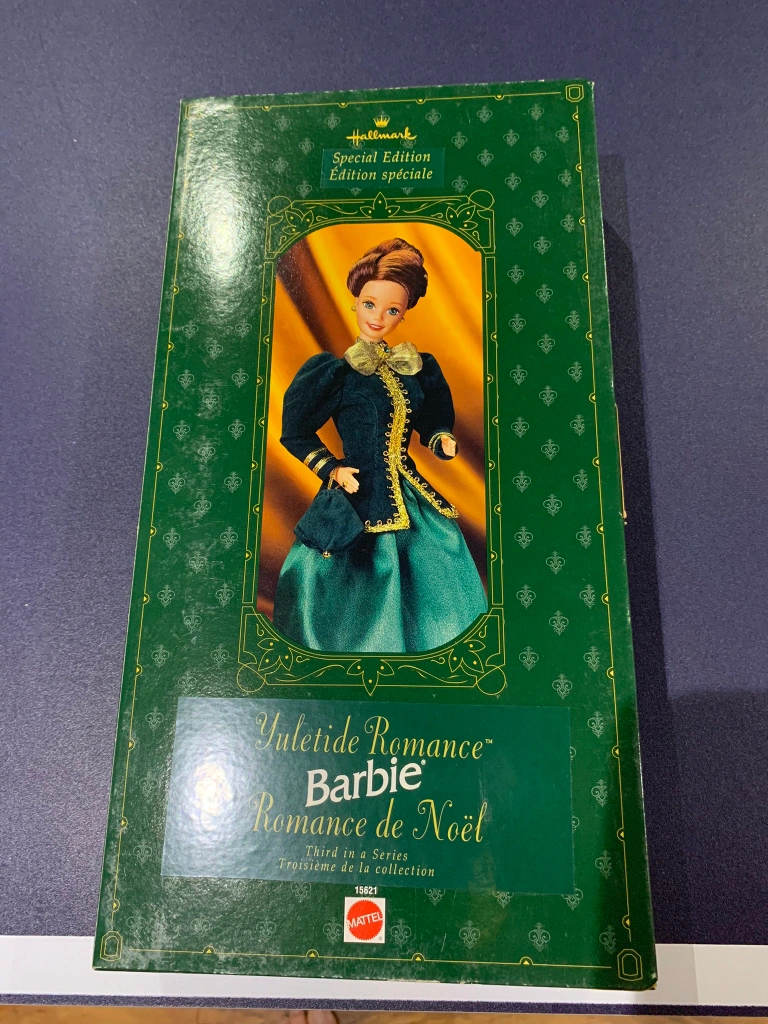 Hallmark
Special Edition
Édition spéciale
Yuletide Romance™
Barbie®
Romance de Noël
Third in a Series
Troisième de la collection
15621
MATTEL
®